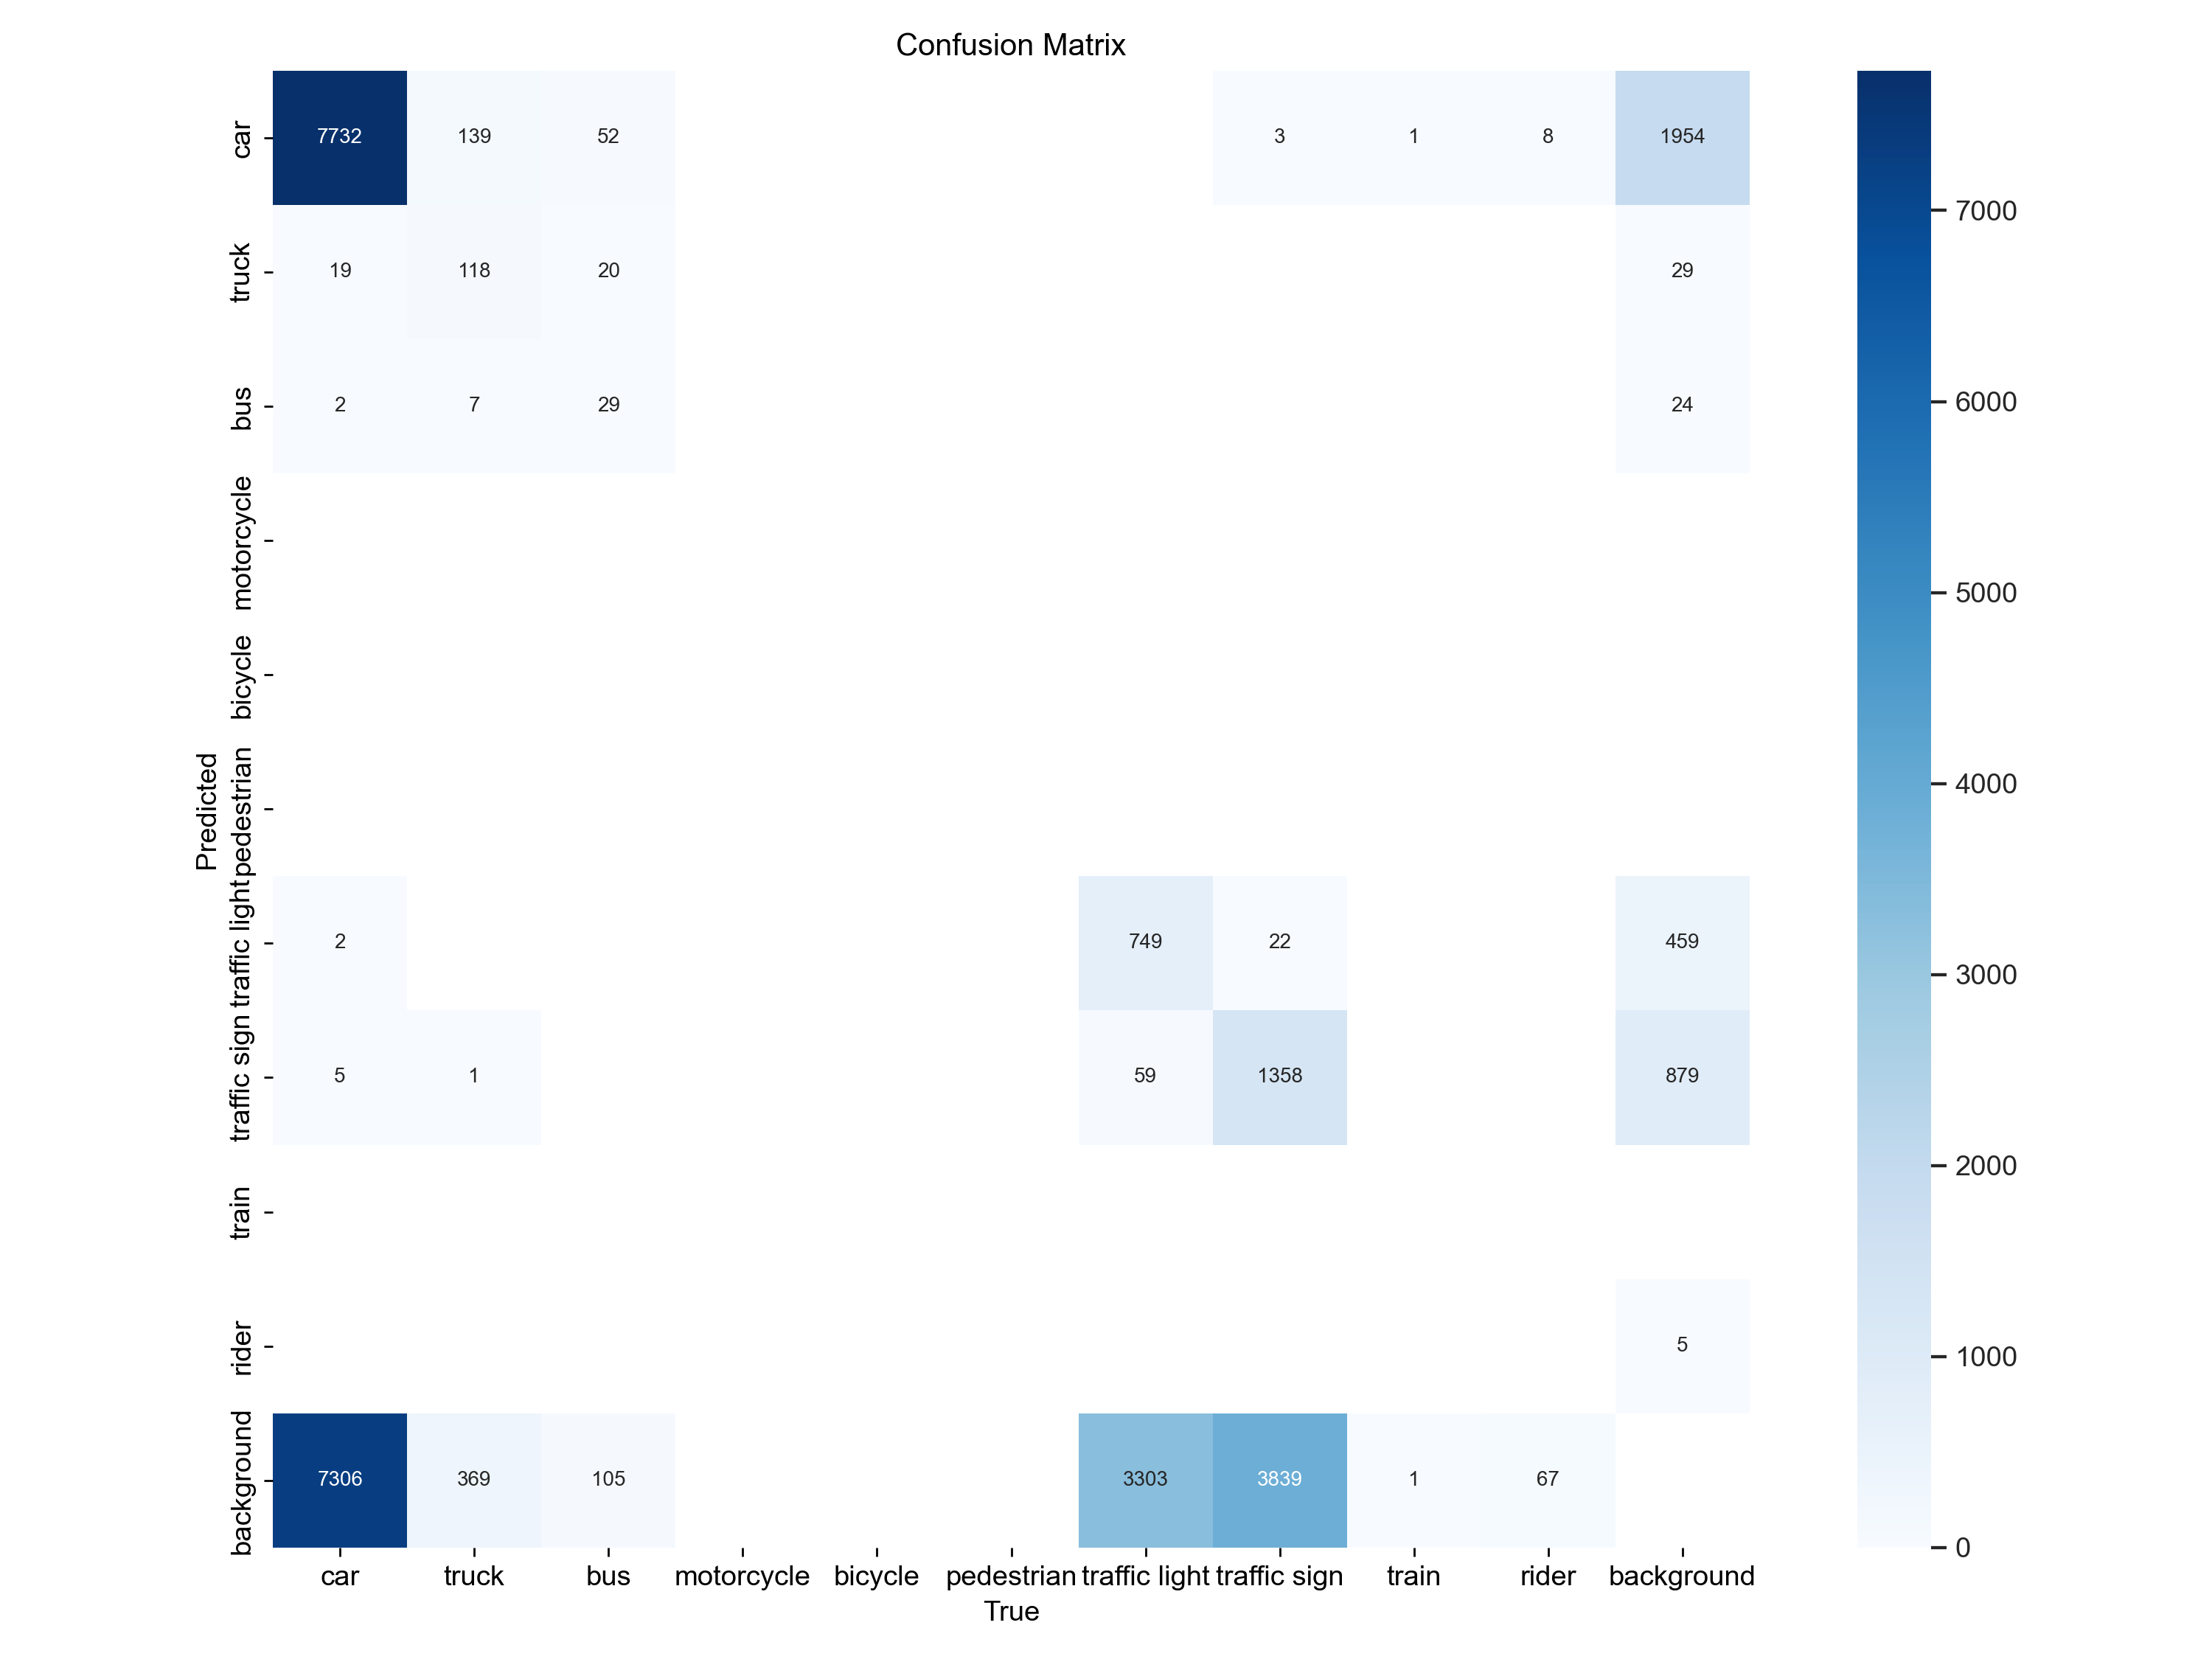 Confusion Matrix
car 7732 139 52 3 1 8 1954
truck 19 118 20 29
bus 2 7 29 24
motorcycle
bicycle
pedestrian
traffic light 2 749 22 459
traffic sign 5 1 59 1358 879
train
rider 5
background 7306 369 105 3303 3839 1 67
car truck bus motorcycle bicycle pedestrian traffic light traffic sign train rider background
True
Predicted
7000
6000
5000
4000
3000
2000
1000
0